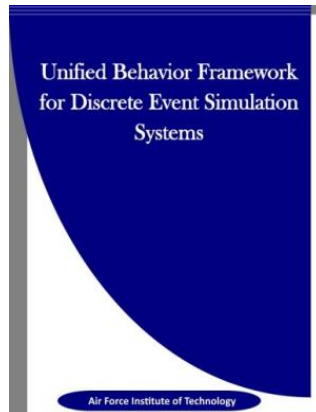 Unified Behavior Framework
for Discrete Event Simulation
Systems
Air Force Institute of Technology